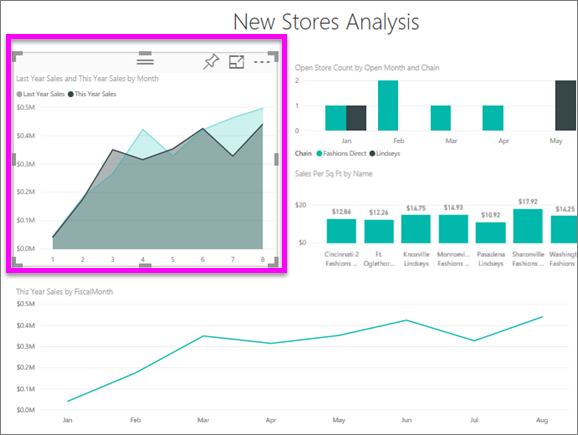 New Stores Analysis
Last Year Sales and This Year Sales by Month
Last Year Sales This Year Sales
$0.5M
$0.4M
$0.3M
$0.2M
$0.1M
$0.0M
1 2 3 4 5 6 7 8
Open Store Count by Open Month and Chain
2
1
0
Jan Feb Mar Apr May
Chain Fashions Direct Lindseys
Sales Per Sq Ft by Name
$20
$0
$12.86 $12.26 $14.75 $14.93 $10.92 $17.92 $14.25
Cincinnati 2 Ft. Knoxville Monroevi... Pasadena Sharonville Washingt
Fashions ... Oglethor... Lindseys Fashions ... Lindseys Fashions ... Fashions ...
This Year Sales by FiscalMonth
$0.5M
$0.4M
$0.3M
$0.2M
$0.1M
$0.0M
Jan Feb Mar Apr May Jun Jul Aug